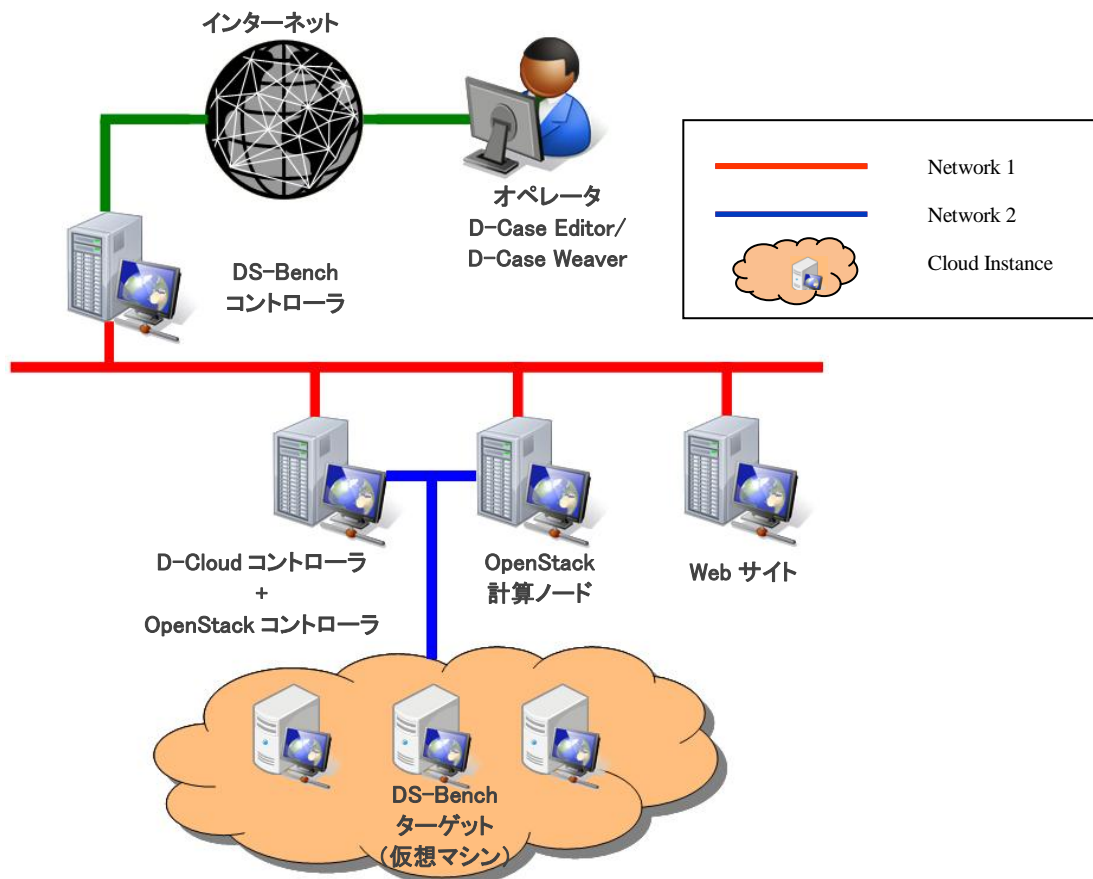 インターネット
オペレータ
D-Case Editor/
D-Case Weaver
DS-Bench
コントローラ
Network 1
Network 2
Cloud Instance
D-Cloud コントローラ
+
OpenStack コントローラ
OpenStack
計算ノード
Web サイト
DS-Bench
ターゲット
(仮想マシン)